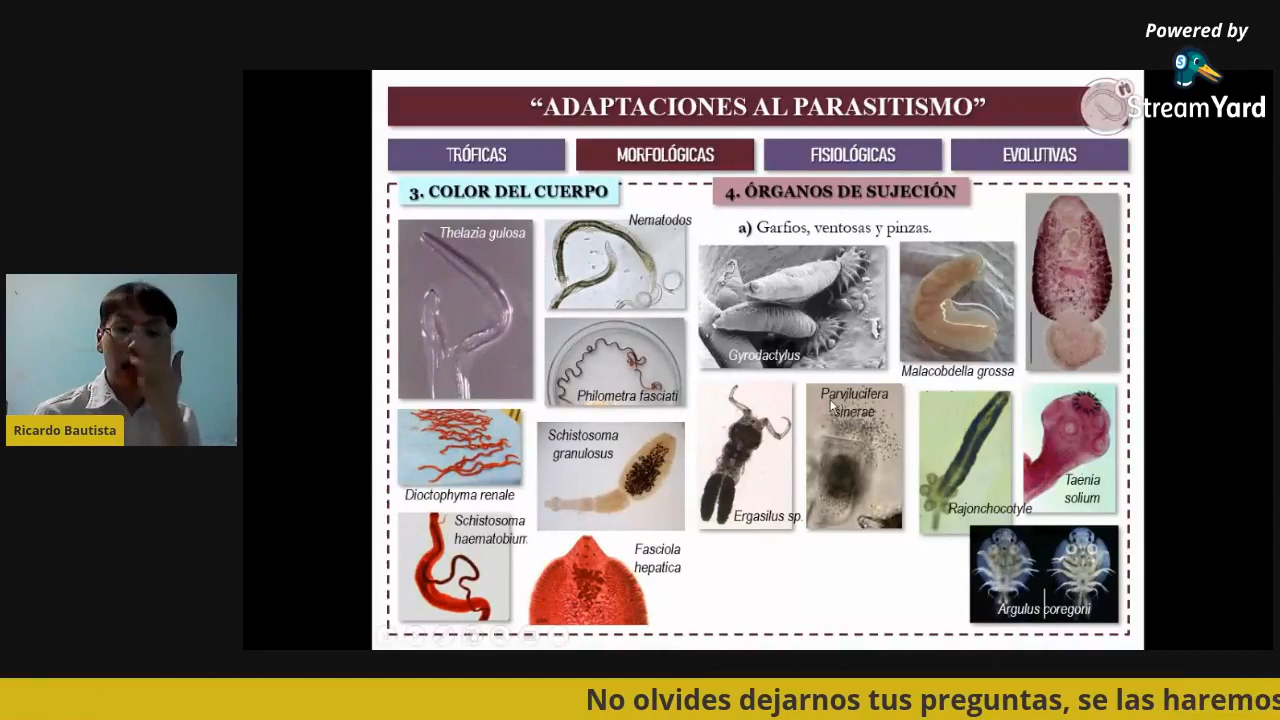 Powered by
StreamYard
“ADAPTACIONES AL PARASITISMO”
TRÓFICAS
MORFOLÓGICAS
FISIOLÓGICAS
EVOLUTIVAS
3. COLOR DEL CUERPO
4. ÓRGANOS DE SUJECIÓN
a) Garfios, ventosas y pinzas.
Thelazia gulosa
Nematodos
Philometra fasciati
Dioctophyma renale
Schistosoma
granulosus
Schistosoma
haematobium
Fasciola
hepatica
Gyrodactylus
Malacobdella grossa
Ergasilus sp.
Parvilucifera
sinerae
Rajonchocotyle
Taenia
solium
Argulus coregoni
Ricardo Bautista
No olvides dejarnos tus preguntas, se las haremos